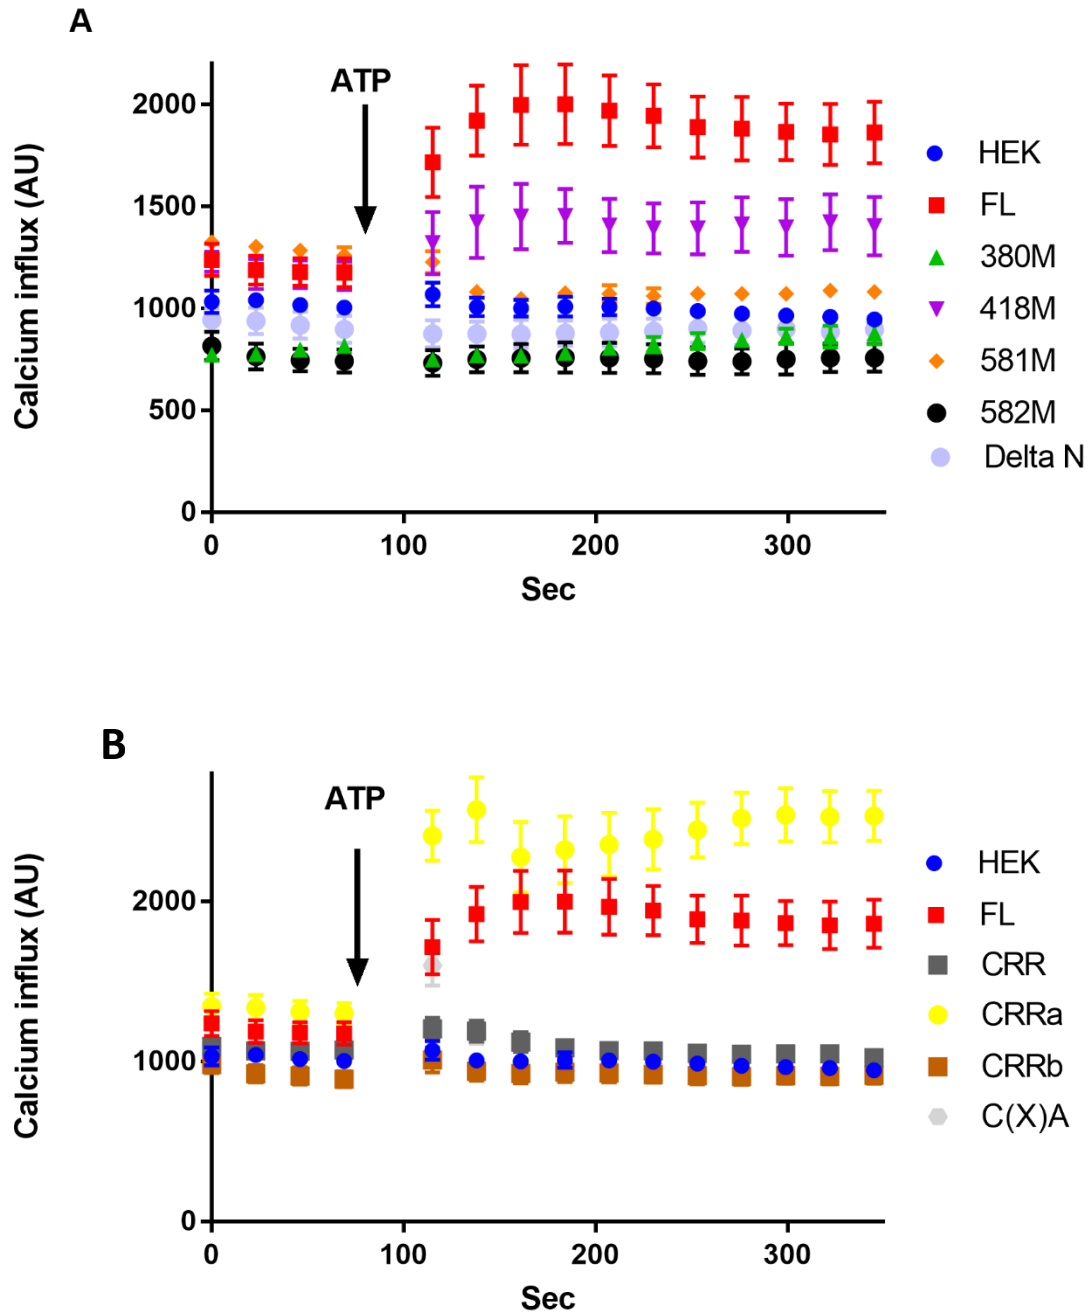 A
ATP
Calcium influx (AU)
2000
1500
1000
500
0
0 100 200 300
Sec
HEK
FL
380M
418M
581M
582M
Delta N
B
ATP
Calcium influx (AU)
2000
1000
0
0 100 200 300
Sec
HEK
FL
CRR
CRRa
CRRb
C(X)A